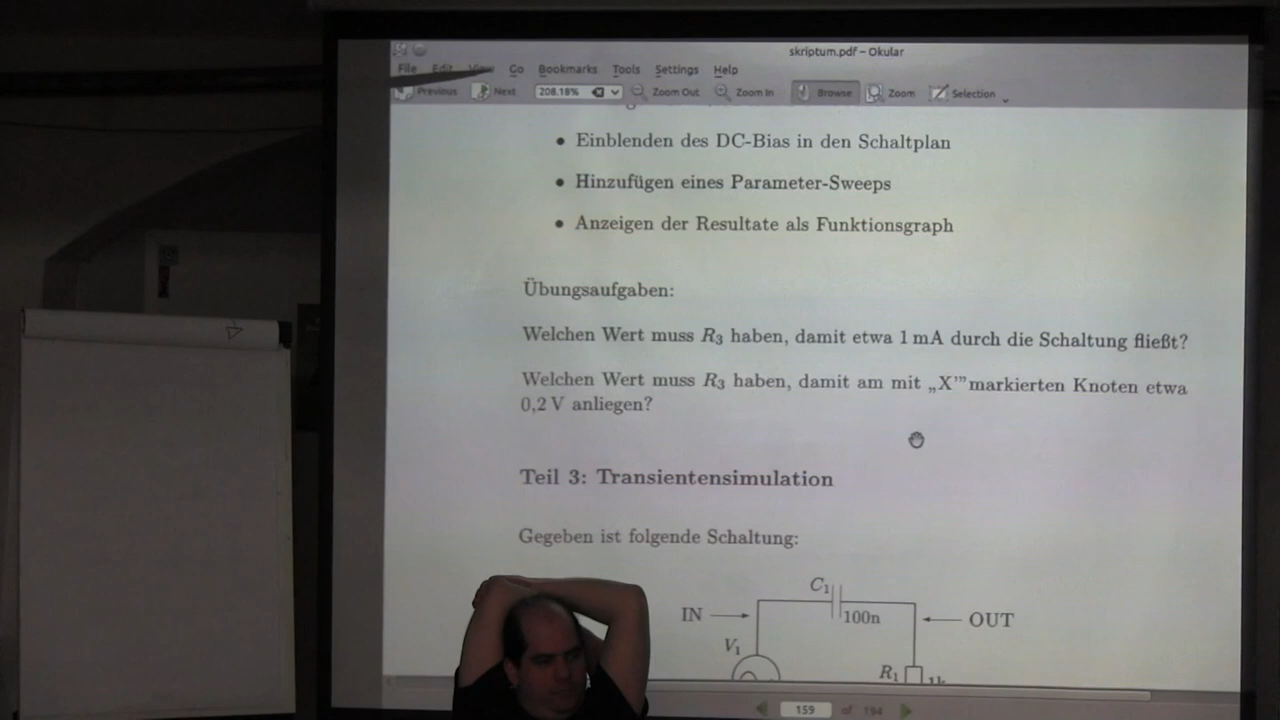 skriptum.pdf – Okular
File Edit View Go Bookmarks Tools Settings Help
Previous Next 208.18% Zoom Out Zoom In Browse Zoom Selection
• Einblenden des DC-Bias in den Schaltplan
• Hinzufügen eines Parameter-Sweeps
• Anzeigen der Resultate als Funktionsgraph
Übungsaufgaben:
Welchen Wert muss R3 haben, damit etwa 1 mA durch die Schaltung fließt?
Welchen Wert muss R3 haben, damit am mit „X”'markierten Knoten etwa
0,2 V anliegen?
Teil 3: Transientensimulation
Gegeben ist folgende Schaltung:
C1
IN 100n OUT
V1
R1
159 of 194